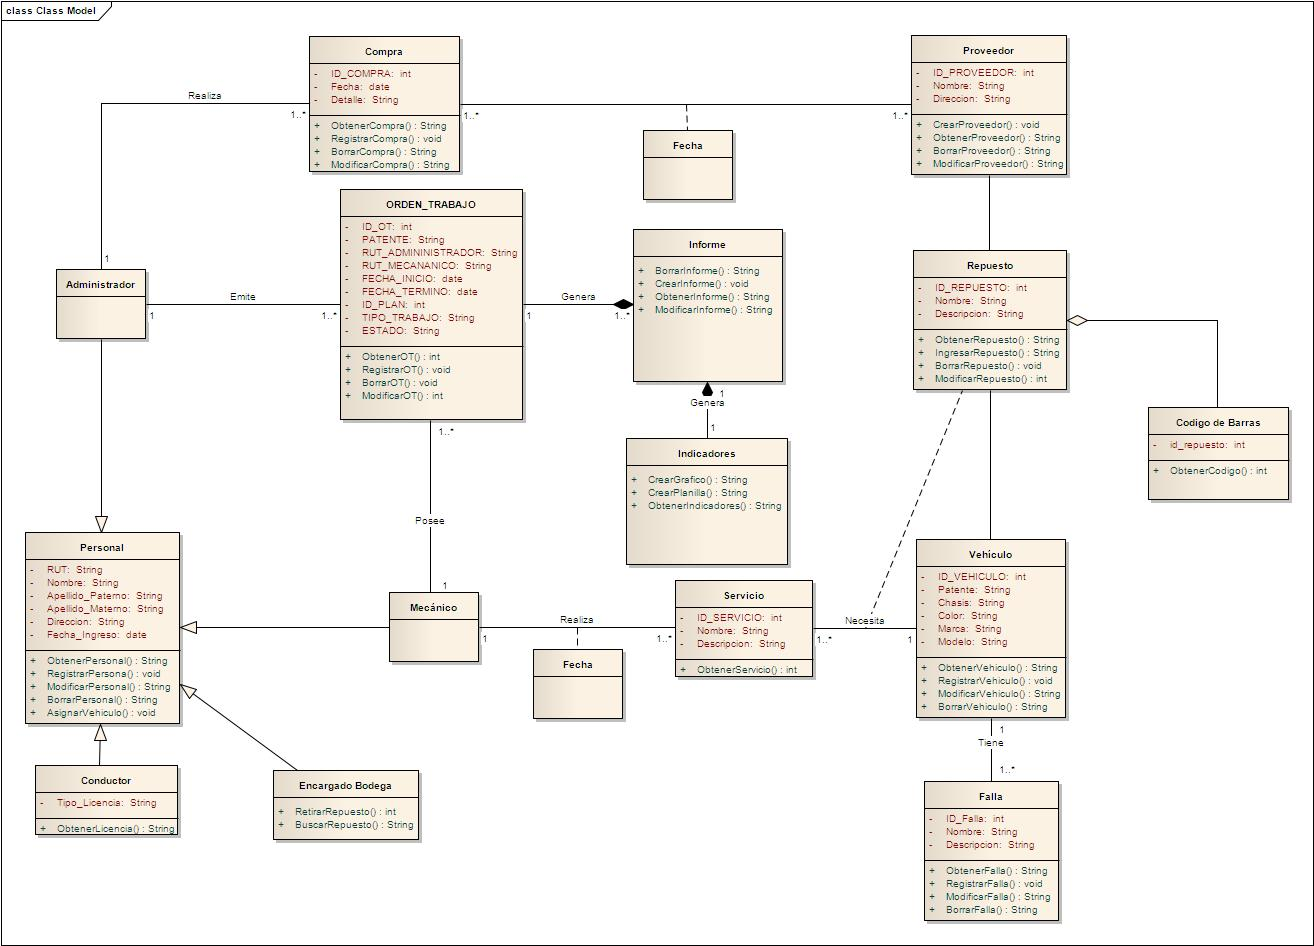 class Class Model
Compra
- ID_COMPRA: int
- Fecha: date
- Detalle: String
+ ObtenerCompra() : String
+ RegistrarCompra() : void
+ BorrarCompra() : String
+ ModificarCompra() : String
Proveedor
- ID_PROVEEDOR: int
- Nombre: String
- Direccion: String
+ CrearProveedor() : void
+ ObtenerProveedor() : String
+ BorrarProveedor() : String
+ ModificarProveedor() : String
Realiza
1..*
1..*
1..*
Fecha
1
ORDEN_TRABAJO
- ID_OT: int
- PATENTE: String
- RUT_ADMININISTRADOR: String
- RUT_MECANANICO: String
- FECHA_INICIO: date
- FECHA_TERMINO: date
- ID_PLAN: int
- TIPO_TRABAJO: String
- ESTADO: String
+ ObtenerOT() : int
+ RegistrarOT() : void
+ BorrarOT() : void
+ ModificarOT() : int
Informe
+ BorrarInforme() : String
+ CrearInforme() : void
+ ObtenerInforme() : String
+ ModificarInforme() : String
Repuesto
- ID_REPUESTO: int
- Nombre: String
- Descripcion: String
+ ObtenerRepuesto() : String
+ IngresarRepuesto() : String
+ BorrarRepuesto() : void
+ ModificarRepuesto() : int
Administrador
Emite
1
1..*
Genera
1
1..*
1
Genera
1
Indicadores
+ CrearGrafico() : String
+ CrearPlanilla() : String
+ ObtenerIndicadores() : String
Codigo de Barras
- id_repuesto: int
+ ObtenerCodigo() : int
1..*
Posee
1
Personal
- RUT: String
- Nombre: String
- Apellido_Paterno: String
- Apellido_Materno: String
- Direccion: String
- Fecha_Ingreso: date
+ ObtenerPersonal() : String
+ RegistrarPersona() : void
+ ModificarPersonal() : String
+ BorrarPersonal() : String
+ AsignarVehiculo() : void
Mecánico
Realiza
1
1..*
Fecha
Servicio
- ID_SERVICIO: int
- Nombre: String
- Descripcion: String
+ ObtenerServicio() : int
Necesita
1..*
1
Vehículo
- ID_VEHICULO: int
- Patente: String
- Chasis: String
- Color: String
- Marca: String
- Modelo: String
+ ObtenerVehiculo() : String
+ RegistrarVehiculo() : void
+ ModificarVehiculo() : String
+ BorrarVehiculo() : String
1
Tiene
1..*
Conductor
- Tipo_Licencia: String
+ ObtenerLicencia() : String
Encargado Bodega
+ RetirarRepuesto() : int
+ BuscarRepuesto() : String
Falla
- ID_Falla: int
- Nombre: String
- Descripcion: String
+ ObtenerFalla() : String
+ RegistrarFalla() : void
+ ModificarFalla() : String
+ BorrarFalla() : String